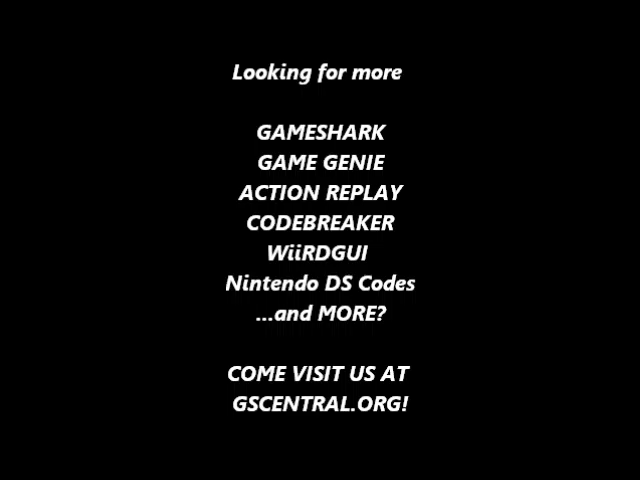 Looking for more
GAMESHARK
GAME GENIE
ACTION REPLAY
CODEBREAKER
WiiRDGUI
Nintendo DS Codes
...and MORE?
COME VISIT US AT
GSCENTRAL.ORG!